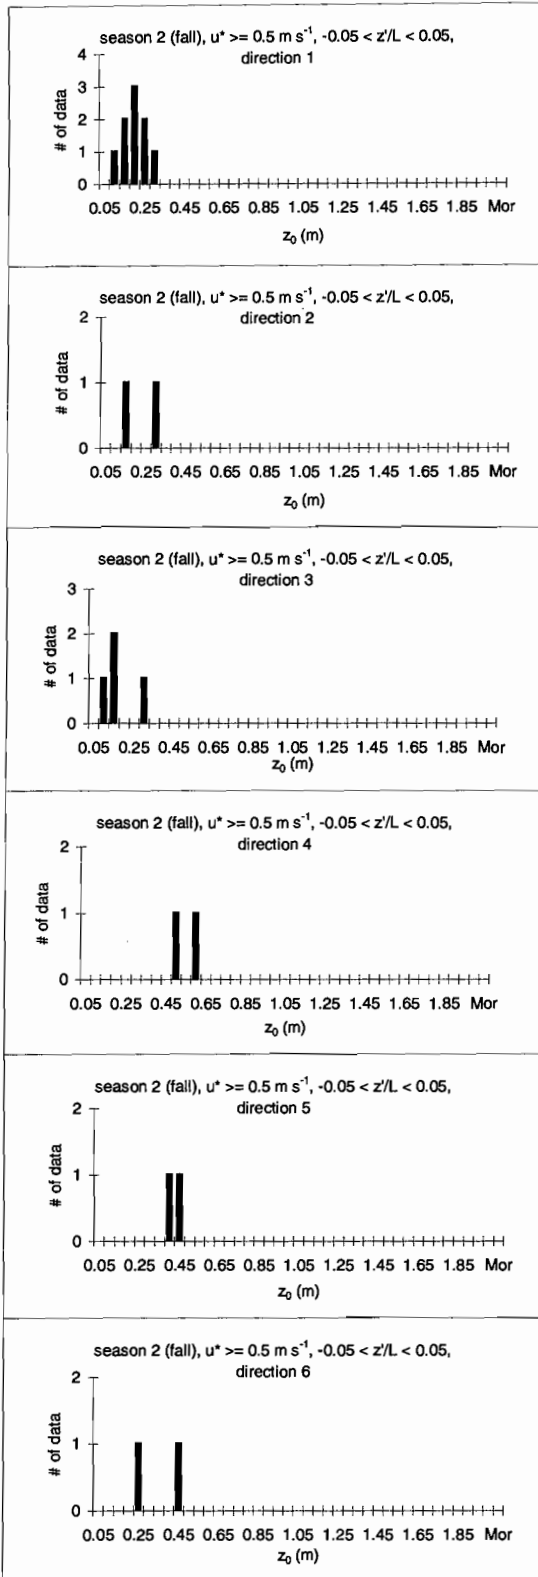 season 2 (fall), u* >= 0.5 m s⁻¹, -0.05 < z'/L < 0.05,
direction 1
4
3
2
1
0
# of data
0.05 0.25 0.45 0.65 0.85 1.05 1.25 1.45 1.65 1.85 Mor
z₀ (m)
season 2 (fall), u* >= 0.5 m s⁻¹, -0.05 < z'/L < 0.05,
direction 2
2
1
0
# of data
0.05 0.25 0.45 0.65 0.85 1.05 1.25 1.45 1.65 1.85 Mor
z₀ (m)
season 2 (fall), u* >= 0.5 m s⁻¹, -0.05 < z'/L < 0.05,
direction 3
3
2
1
0
# of data
0.05 0.25 0.45 0.65 0.85 1.05 1.25 1.45 1.65 1.85 Mor
z₀ (m)
season 2 (fall), u* >= 0.5 m s⁻¹, -0.05 < z'/L < 0.05,
direction 4
2
1
0
# of data
0.05 0.25 0.45 0.65 0.85 1.05 1.25 1.45 1.65 1.85 Mor
z₀ (m)
season 2 (fall), u* >= 0.5 m s⁻¹, -0.05 < z'/L < 0.05,
direction 5
2
1
0
# of data
0.05 0.25 0.45 0.65 0.85 1.05 1.25 1.45 1.65 1.85 Mor
z₀ (m)
season 2 (fall), u* >= 0.5 m s⁻¹, -0.05 < z'/L < 0.05,
direction 6
2
1
0
# of data
0.05 0.25 0.45 0.65 0.85 1.05 1.25 1.45 1.65 1.85 Mor
z₀ (m)